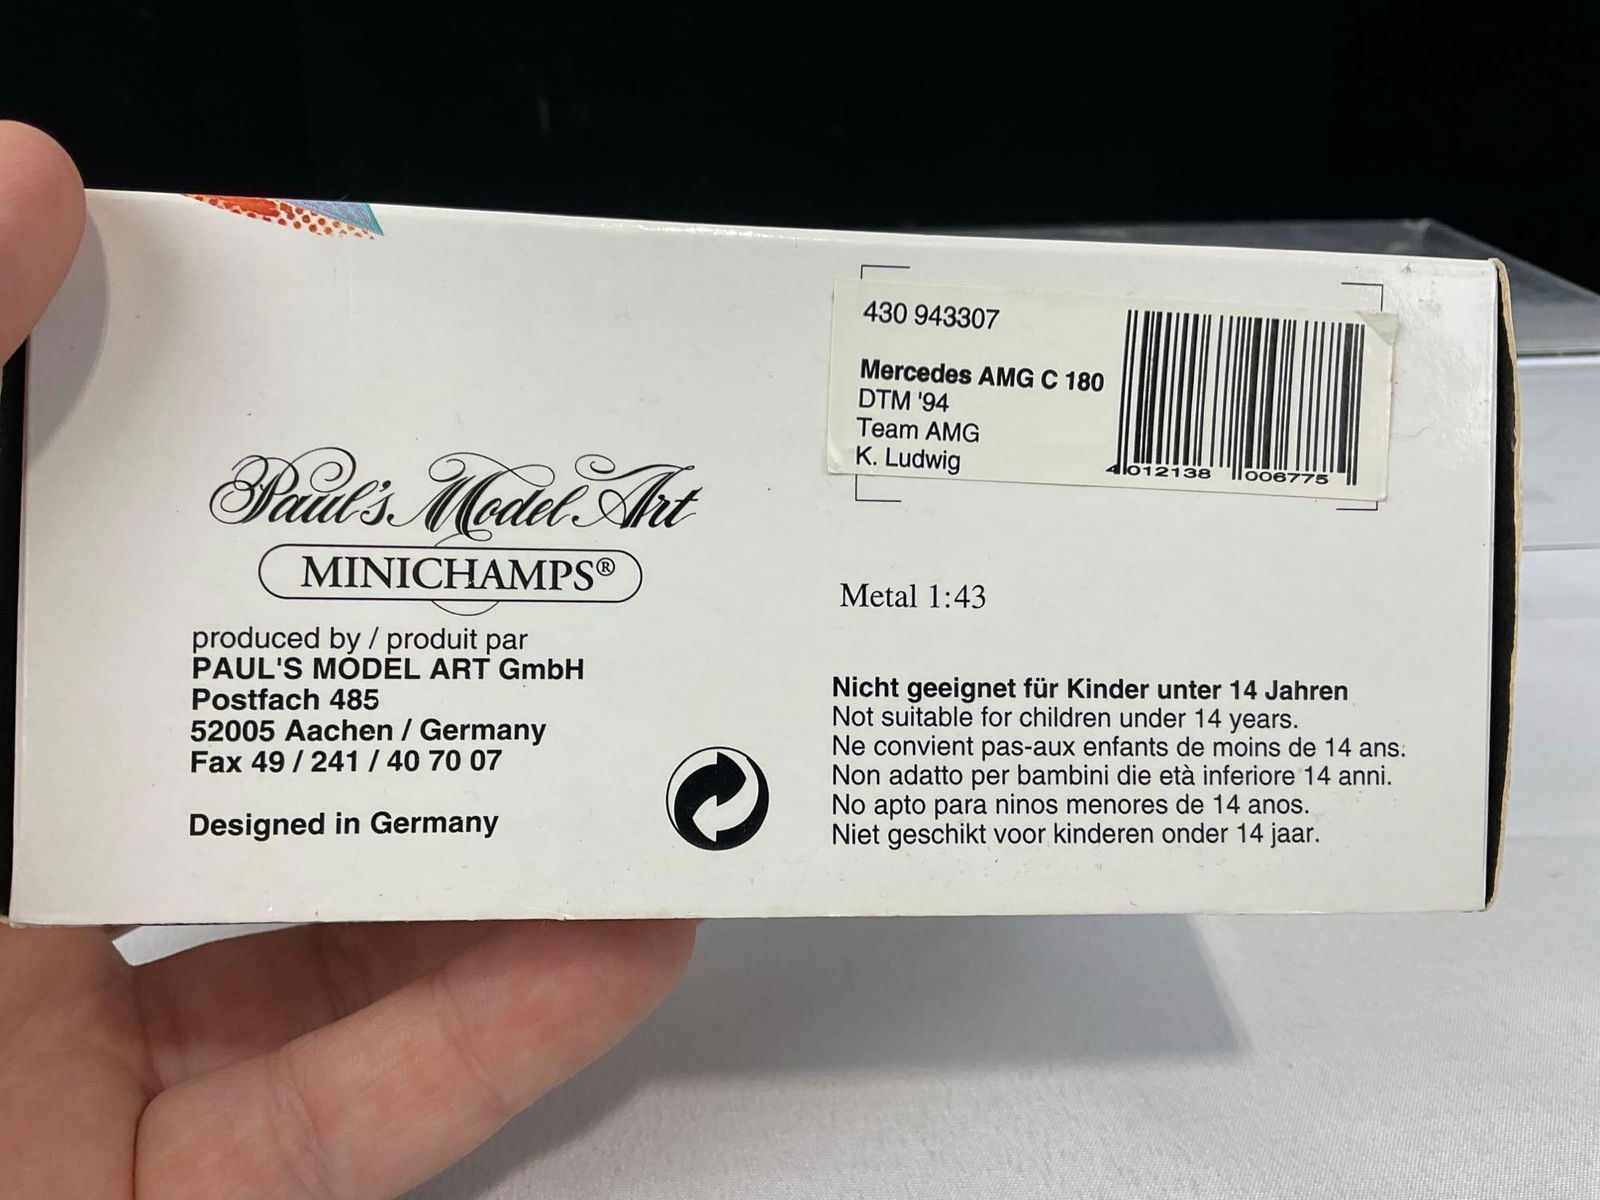 430 943307
Mercedes AMG C 180
DTM '94
Team AMG
K. Ludwig
4 012138 006775
Paul's Model Art
MINICHAMPS®
produced by / produit par
PAUL'S MODEL ART GmbH
Postfach 485
52005 Aachen / Germany
Fax 49 / 241 / 40 70 07
Designed in Germany
Metal 1:43
Nicht geeignet für Kinder unter 14 Jahren
Not suitable for children under 14 years.
Ne convient pas-aux enfants de moins de 14 ans.
Non adatto per bambini die età inferiore 14 anni.
No apto para ninos menores de 14 anos.
Niet geschikt voor kinderen onder 14 jaar.